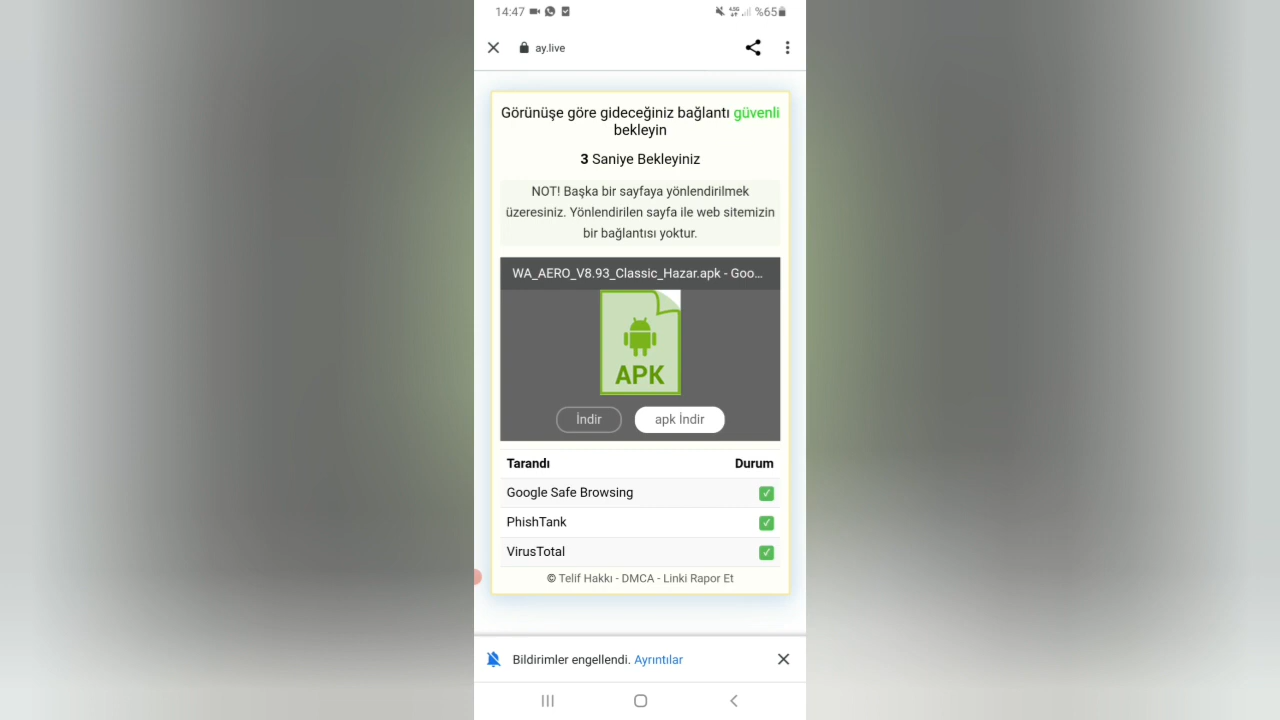 14:47 %65
ay.live
Görünüşe göre gideceğiniz bağlantı güvenli
bekleyin
3 Saniye Bekleyiniz
NOT! Başka bir sayfaya yönlendirilmek
üzeresiniz. Yönlendirilen sayfa ile web sitemizin
bir bağlantısı yoktur.
WA_AERO_V8.93_Classic_Hazar.apk - Goo...
APK
İndir apk İndir
Tarandı Durum
Google Safe Browsing
PhishTank
VirusTotal
© Telif Hakkı - DMCA - Linki Rapor Et
Bildirimler engellendi. Ayrıntılar